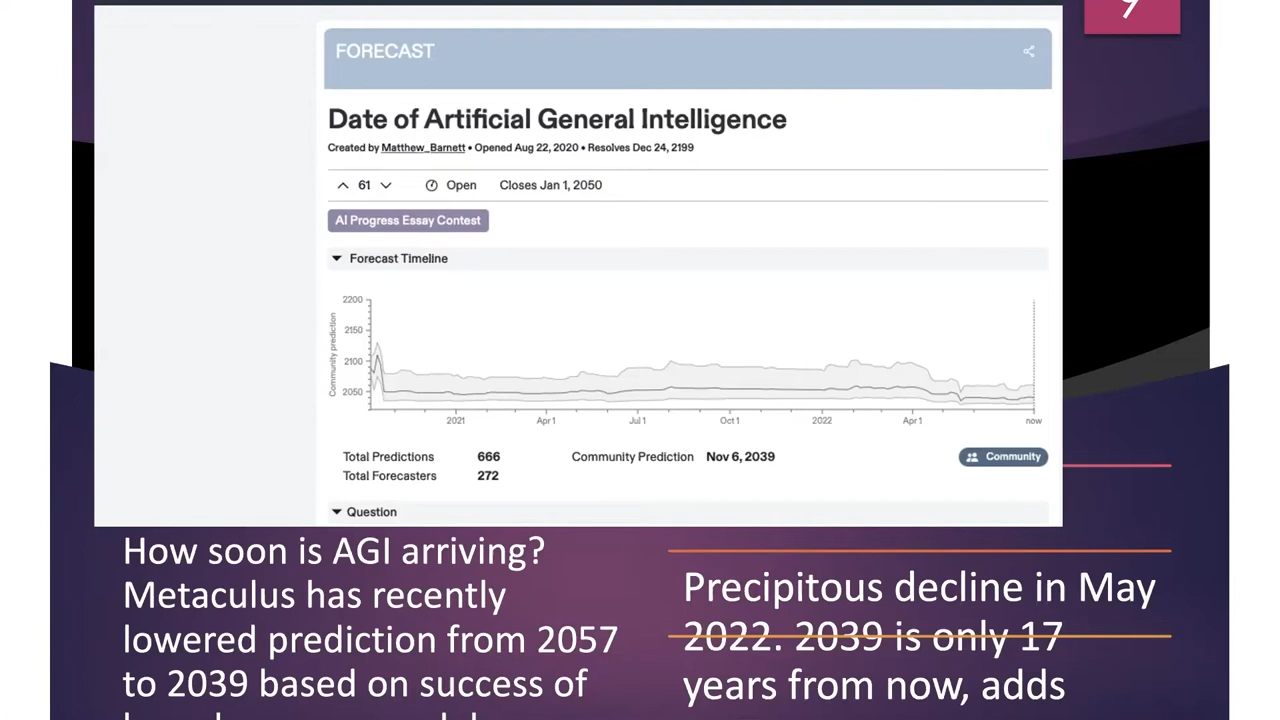 9
FORECAST
Date of Artificial General Intelligence
Created by Matthew_Barnett • Opened Aug 22, 2020 • Resolves Dec 24, 2199
61 Open Closes Jan 1, 2050
AI Progress Essay Contest
Forecast Timeline
Community prediction
2200
2150
2100
2050
2021 Apr 1 Jul 1 Oct 1 2022 Apr 1 now
Total Predictions 666 Community Prediction Nov 6, 2039 Community
Total Forecasters 272
Question
How soon is AGI arriving?
Metaculus has recently
lowered prediction from 2057
to 2039 based on success of
Precipitous decline in May
2022. 2039 is only 17
years from now, adds